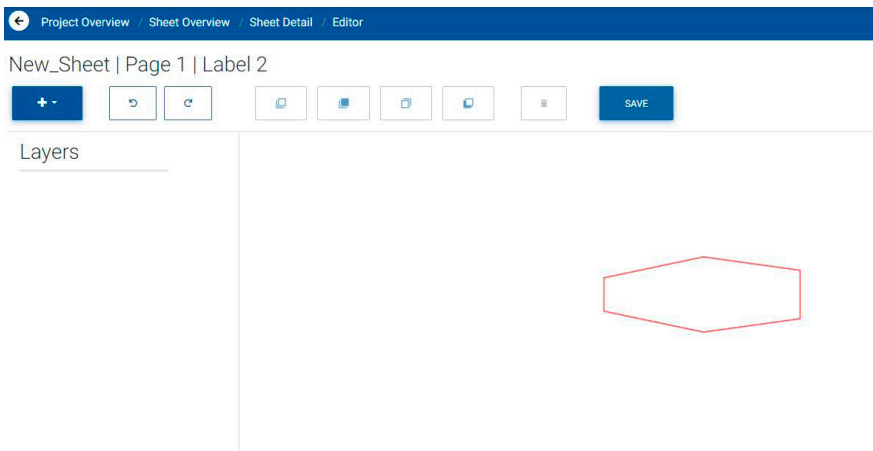 Project Overview / Sheet Overview / Sheet Detail / Editor
New_Sheet | Page 1 | Label 2
SAVE
Layers